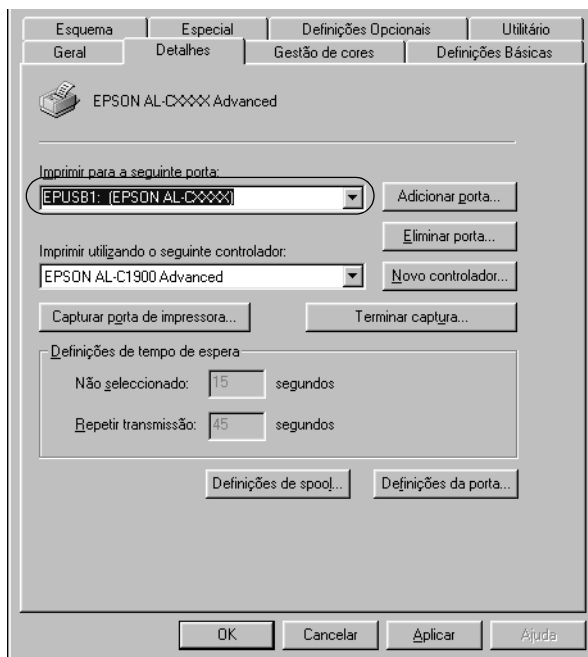 Esquema Especial Definições Opcionais Utilitário
Geral Detalhes Gestão de cores Definições Básicas
EPSON AL-CXXXX Advanced
Imprimir para a seguinte porta:
EPUSB1: (EPSON AL-CXXXX) Adicionar porta...
Eliminar porta...
Imprimir utilizando o seguinte controlador:
EPSON AL-C1900 Advanced Novo controlador...
Capturar porta de impressora... Terminar captura...
Definições de tempo de espera
Não seleccionado: 15 segundos
Repetir transmissão: 45 segundos
Definições de spool... Definições da porta...
OK Cancelar Aplicar Ajuda